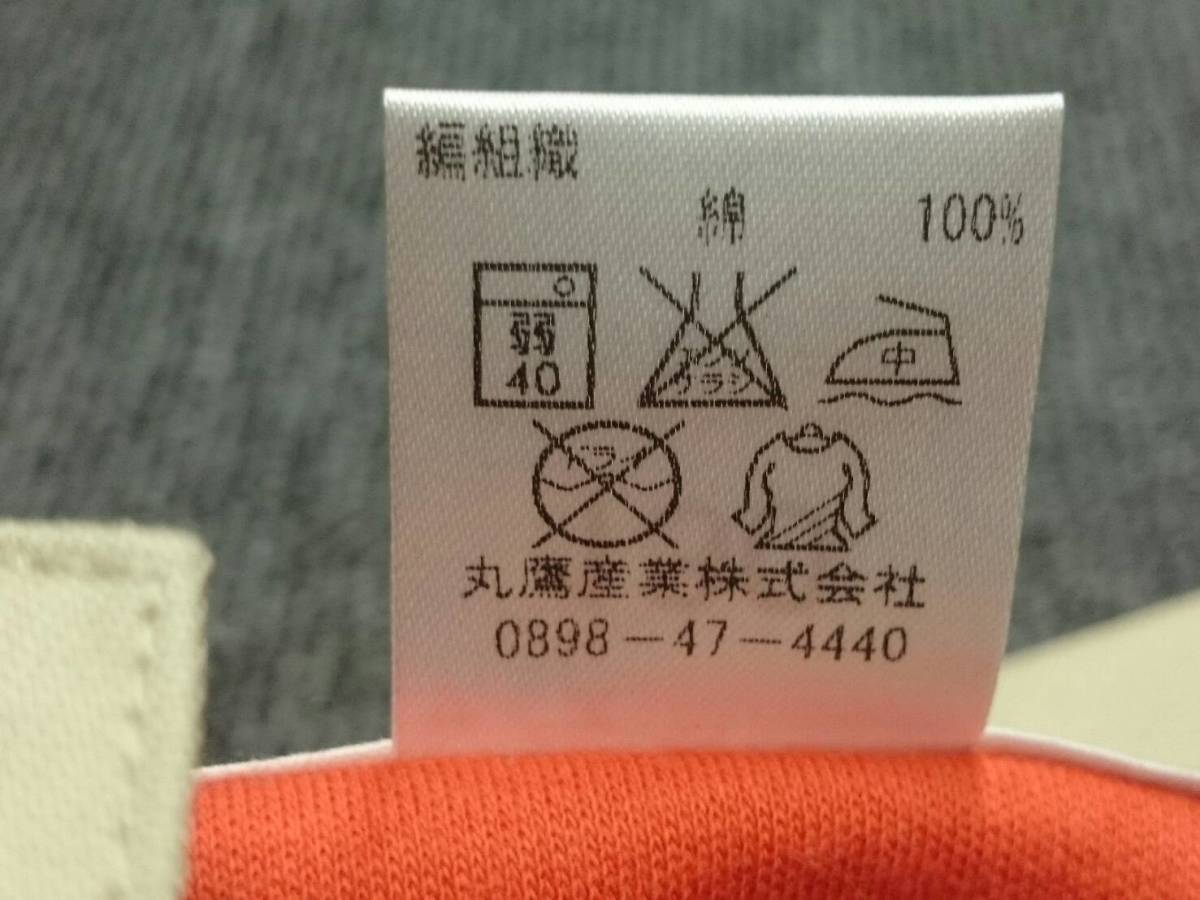 編組織
綿 100%
弱
40
エンソ
サラシ
中
ドライ
丸鷹産業株式会社
0898-47-4440